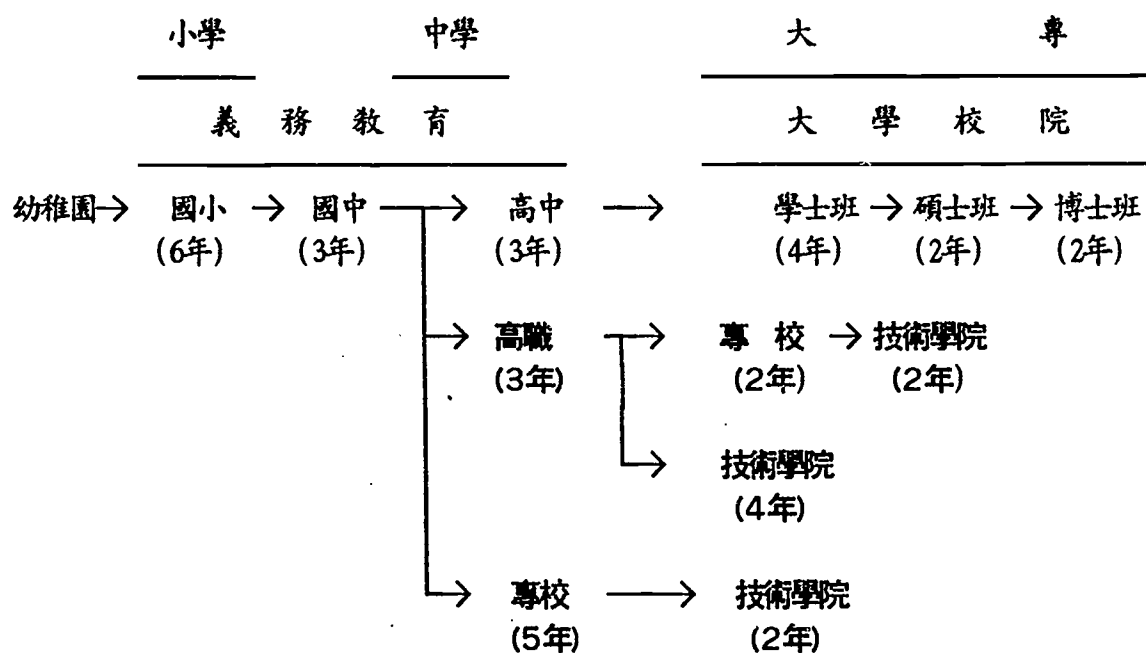 小學 中學 大專
義務教育 大學校院
幼稚園→ 國小 → 國中 → 高中 → 學士班 → 碩士班 → 博士班
(6年) (3年) (3年) (4年) (2年) (2年)
高職 → 專校 → 技術學院
(3年) (2年) (2年)
技術學院
(4年)
專校 → 技術學院
(5年) (2年)